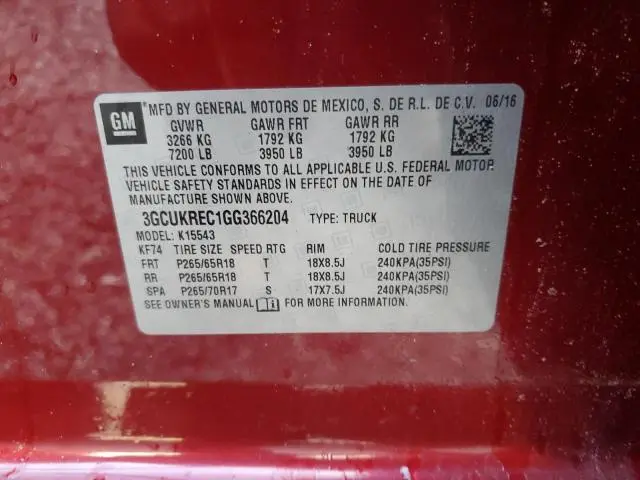 GM ®MFD BY GENERAL MOTORS DE MEXICO, S. DE R.L. DE C.V. 06/16
GVWR GAWR FRT GAWR RR
3266 KG 1792 KG 1792 KG
7200 LB 3950 LB 3950 LB
THIS VEHICLE CONFORMS TO ALL APPLICABLE U.S. FEDERAL MOTOR
VEHICLE SAFETY STANDARDS IN EFFECT ON THE DATE OF
MANUFACTURE SHOWN ABOVE.
3GCUKREC1GG366204 TYPE: TRUCK
MODEL: K15543
KF74 TIRE SIZE SPEED RTG RIM COLD TIRE PRESSURE
FRT P265/65R18 T 18X8.5J 240KPA(35PSI)
RR P265/65R18 T 18X8.5J 240KPA(35PSI)
SPA P265/70R17 S 17X7.5J 240KPA(35PSI)
SEE OWNER'S MANUAL FOR MORE INFORMATION.